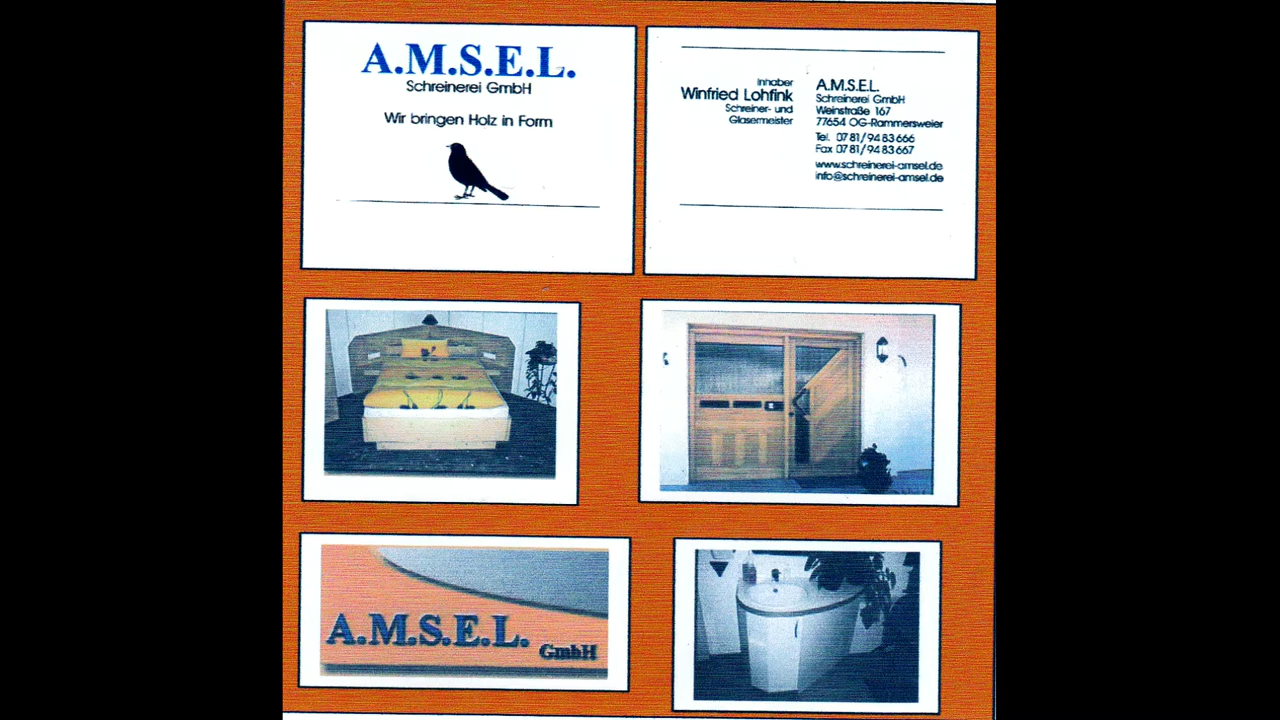 A.M.S.E.L.
Schreinerei GmbH
Wir bringen Holz in Form
Inhaber
Winfried Lohfink
Schreiner- und
Glasermeister
A.M.S.E.L.
Schreinerei GmbH
Weinstraße 167
77654 OG-Rammersweier
Tel. 07 81/94 83 666
Fax 07 81/94 83 667
www.schreinerei-amsel.de
info@schreinerei-amsel.de
A.M.S.E.L.
GmbH